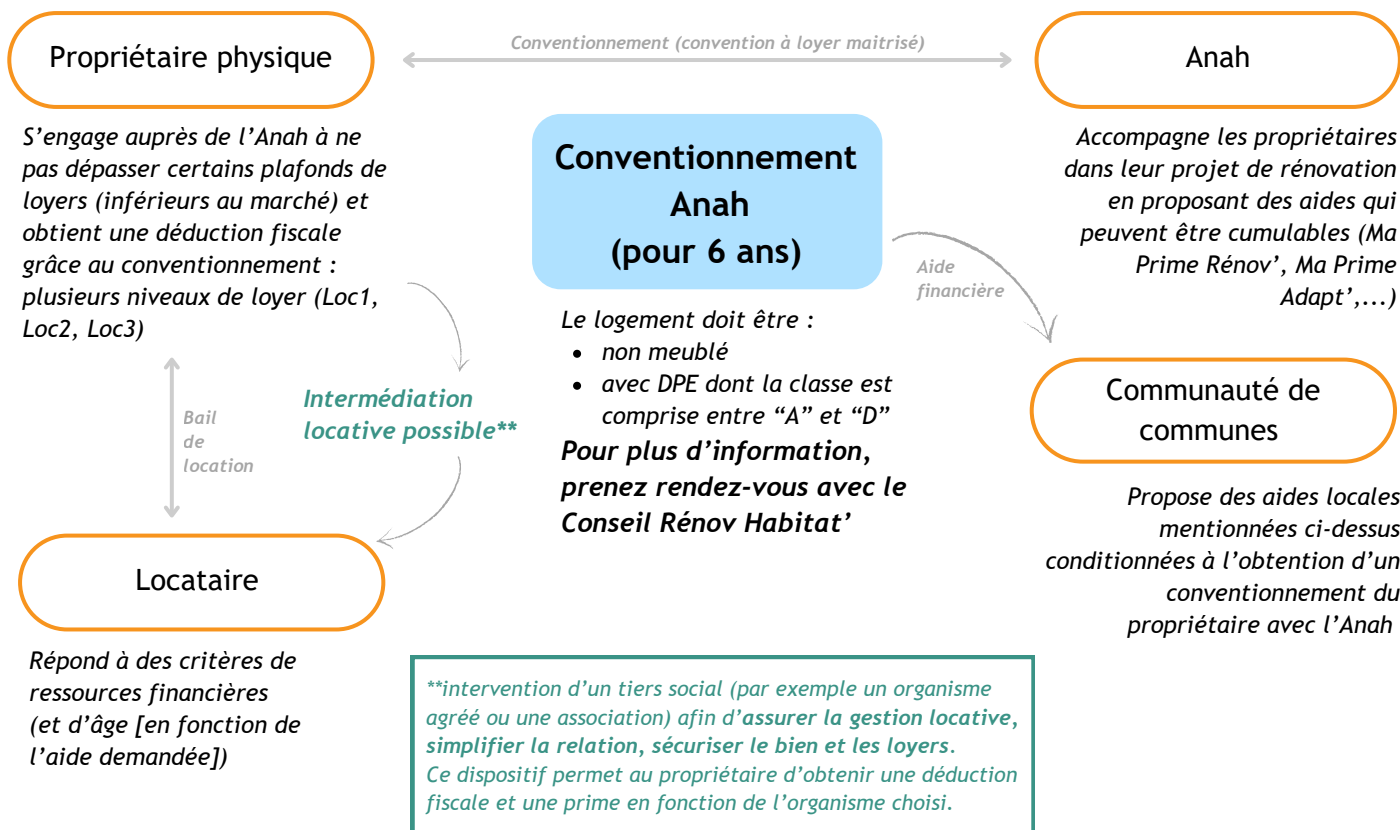 Propriétaire physique
Conventionnement (convention à loyer maitrisé)
Anah
S’engage auprès de l’Anah à ne
pas dépasser certains plafonds de
loyers (inférieurs au marché) et
obtient une déduction fiscale
grâce au conventionnement :
plusieurs niveaux de loyer (Loc1,
Loc2, Loc3)
Conventionnement
Anah
(pour 6 ans)
Accompagne les propriétaires
dans leur projet de rénovation
en proposant des aides qui
peuvent être cumulables (Ma
Prime Rénov’, Ma Prime
Adapt’,...)
Aide
financière
Le logement doit être :
• non meublé
• avec DPE dont la classe est
comprise entre “A” et “D”
Pour plus d’information,
prenez rendez-vous avec le
Conseil Rénov Habitat’
Intermédiation
locative possible**
Bail
de
location
Communauté de
communes
Propose des aides locales
mentionnées ci-dessus
conditionnées à l’obtention d’un
conventionnement du
propriétaire avec l’Anah
Locataire
Répond à des critères de
ressources financières
(et d’âge [en fonction de
l’aide demandée])
**intervention d’un tiers social (par exemple un organisme
agréé ou une association) afin d’assurer la gestion locative,
simplifier la relation, sécuriser le bien et les loyers.
Ce dispositif permet au propriétaire d’obtenir une déduction
fiscale et une prime en fonction de l’organisme choisi.